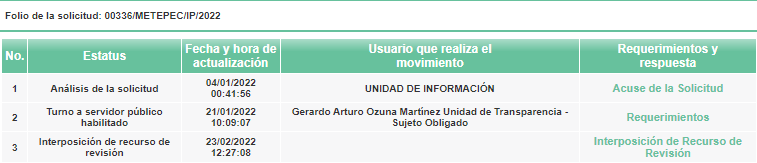 Folio de la solicitud: 00336/METEPEC/IP/2022
No. Estatus Fecha y hora de actualización Usuario que realiza el movimiento Requerimientos y respuesta
1 Análisis de la solicitud 04/01/2022 00:41:56 UNIDAD DE INFORMACIÓN Acuse de la Solicitud
2 Turno a servidor público habilitado 21/01/2022 10:09:07 Gerardo Arturo Ozuna Martínez Unidad de Transparencia - Sujeto Obligado Requerimientos
3 Interposición de recurso de revisión 23/02/2022 12:27:08 Interposición de Recurso de Revisión